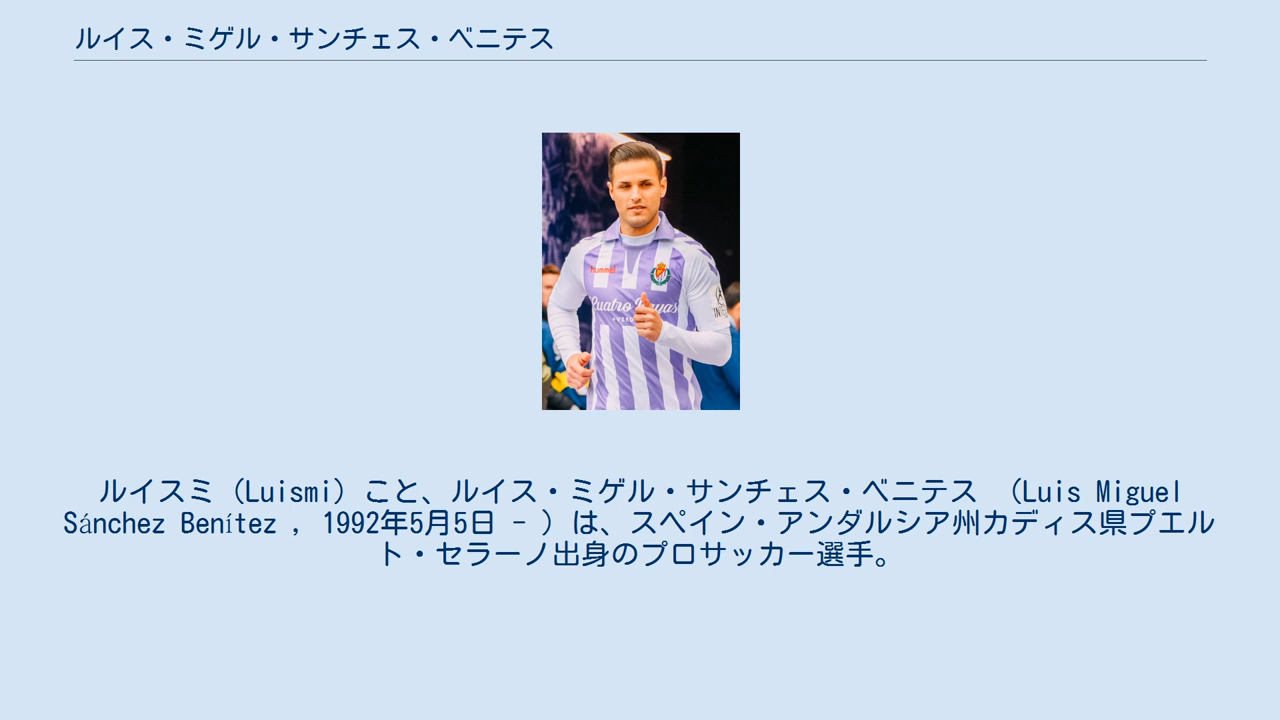 ルイス・ミゲル・サンチェス・ベニテス
hummel
Cuatro Rayas
ルイスミ（Luismi）こと、ルイス・ミゲル・サンチェス・ベニテス （Luis Miguel
Sánchez Benítez , 1992年5月5日 - ）は、スペイン・アンダルシア州カディス県プエル
ト・セラーノ出身のプロサッカー選手。